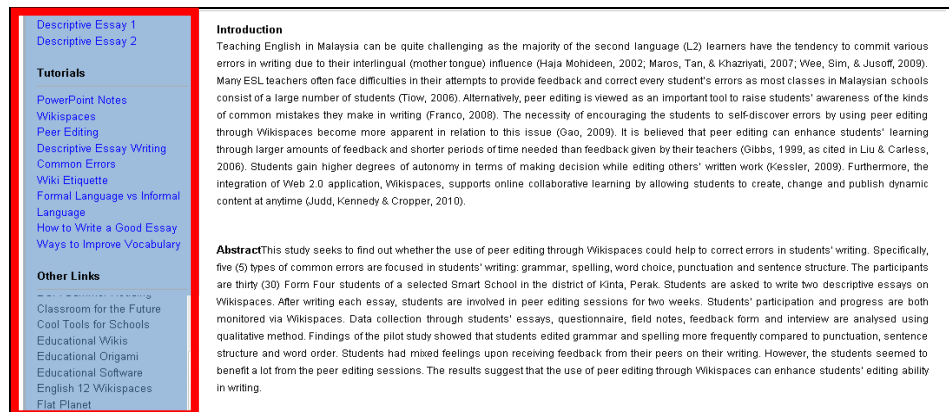 Descriptive Essay 1
Descriptive Essay 2
Tutorials
PowerPoint Notes
Wikispaces
Peer Editing
Descriptive Essay Writing
Common Errors
Wiki Etiquette
Formal Language vs Informal
Language
How to Write a Good Essay
Ways to Improve Vocabulary
Other Links
Classroom for the Future
Cool Tools for Schools
Educational Wikis
Educational Origami
Educational Software
English 12 Wikispaces
Flat Planet
Introduction
Teaching English in Malaysia can be quite challenging as the majority of the second language (L2) learners have the tendency to commit various
errors in writing due to their interlingual (mother tongue) influence (Haja Mohideen, 2002; Maros, Tan, & Khazriyati, 2007; Wee, Sim, & Jusoff, 2009).
Many ESL teachers often face difficulties in their attempts to provide feedback and correct every student's errors as most classes in Malaysian schools
consist of a large number of students (Tiow, 2006). Alternatively, peer editing is viewed as an important tool to raise students' awareness of the kinds
of common mistakes they make in writing (Franco, 2008). The necessity of encouraging the students to self-discover errors by using peer editing
through Wikispaces become more apparent in relation to this issue (Gao, 2009). It is believed that peer editing can enhance students' learning
through larger amounts of feedback and shorter periods of time needed than feedback given by their teachers (Gibbs, 1999, as cited in Liu & Carless,
2006). Students gain higher degrees of autonomy in terms of making decision while editing others' written work (Kessler, 2009). Furthermore, the
integration of Web 2.0 application, Wikispaces, supports online collaborative learning by allowing students to create, change and publish dynamic
content at anytime (Judd, Kennedy & Cropper, 2010).
AbstractThis study seeks to find out whether the use of peer editing through Wikispaces could help to correct errors in students' writing. Specifically,
five (5) types of common errors are focused in students' writing: grammar, spelling, word choice, punctuation and sentence structure. The participants
are thirty (30) Form Four students of a selected Smart School in the district of Kinta, Perak. Students are asked to write two descriptive essays on
Wikispaces. After writing each essay, students are involved in peer editing sessions for two weeks. Students' participation and progress are both
monitored via Wikispaces. Data collection through students' essays, questionnaire, field notes, feedback form and interview are analysed using
qualitative method. Findings of the pilot study showed that students edited grammar and spelling more frequently compared to punctuation, sentence
structure and word order. Students had mixed feelings upon receiving feedback from their peers on their writing. However, the students seemed to
benefit a lot from the peer editing sessions. The results suggest that the use of peer editing through Wikispaces can enhance students' editing ability
in writing.